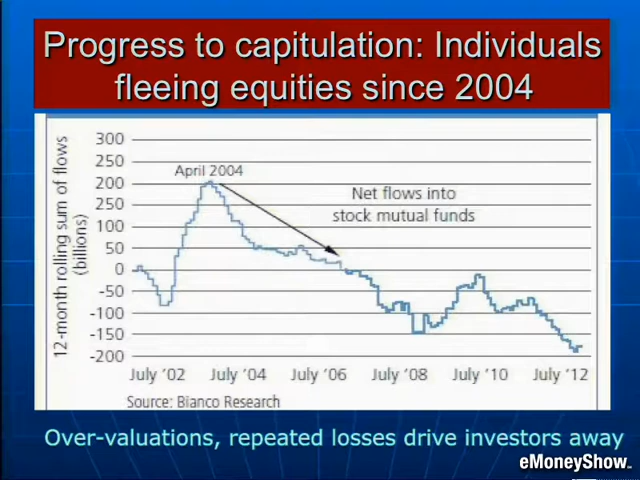 Progress to capitulation: Individuals
fleeing equities since 2004
12-month rolling sum of flows
(billions)
300
250
200
150
100
50
0
-50
-100
-150
-200
April 2004
Net flows into
stock mutual funds
July '02 July '04 July '06 July '08 July '10 July '12
Source: Bianco Research
Over-valuations, repeated losses drive investors away
eMoneyShow.